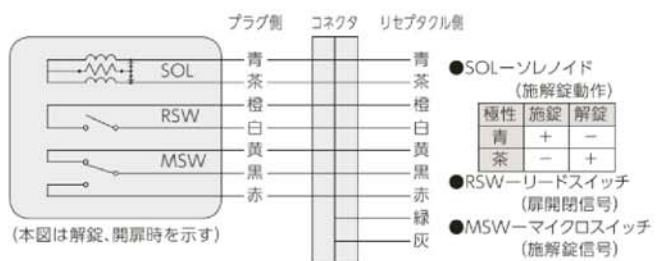 プラグ側 コネクタ リセプタクル側
SOL
RSW
MSW
青 青
茶 茶
橙 橙
白 白
黄 黄
黒 黒
赤 赤
緑
灰
(本図は解錠、開扉時を示す)
●SOLーソレノイド
(施解錠動作)
極性 施錠 解錠
青 + −
茶 − +
●RSWーリードスイッチ
(扉開閉信号)
●MSWーマイクロスイッチ
(施解錠信号)